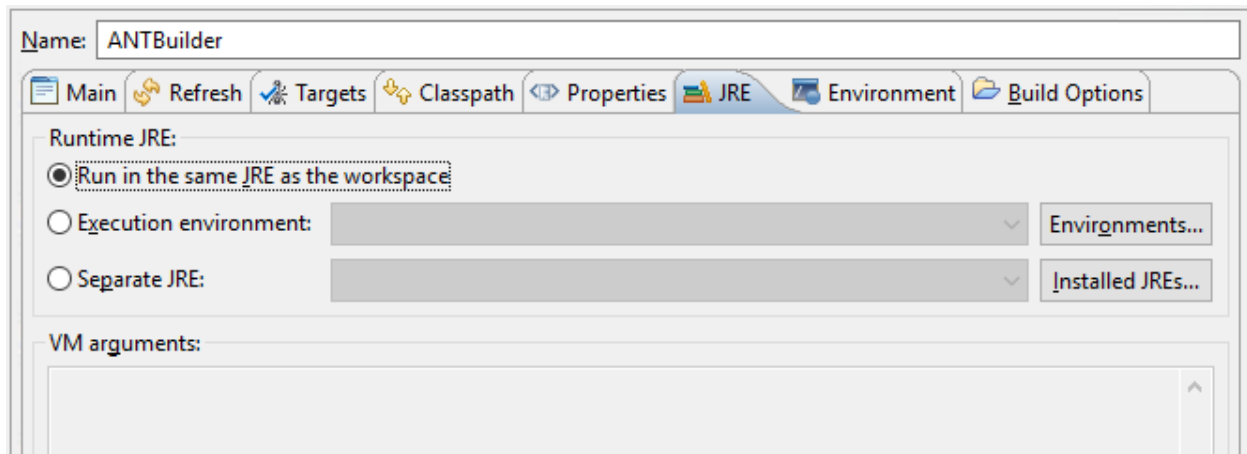 Name: ANTBuilder
Main Refresh Targets Classpath Properties JRE Environment Build Options
Runtime JRE:
Run in the same JRE as the workspace
Execution environment: Environments...
Separate JRE: Installed JREs...
VM arguments: